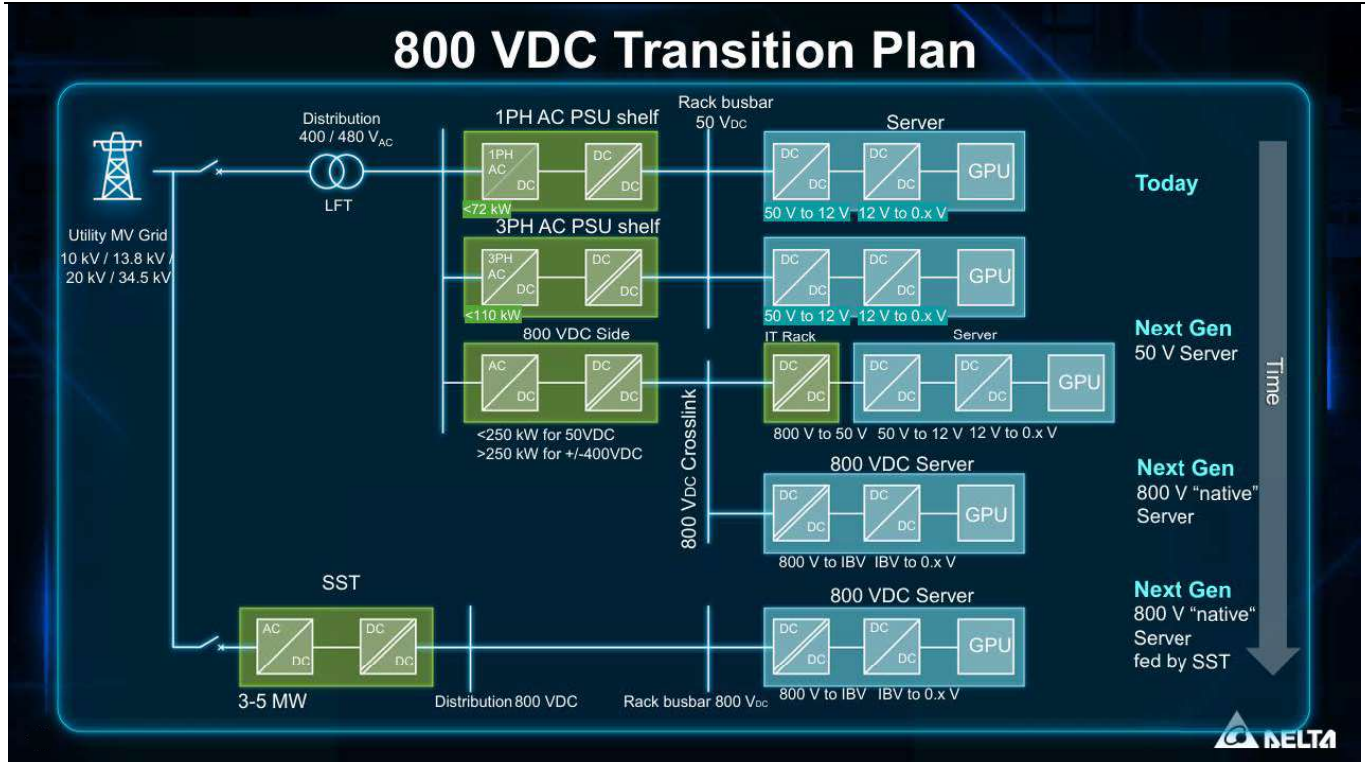 800 VDC Transition Plan
Utility MV Grid
10 kV / 13.8 kV /
20 kV / 34.5 kV
Distribution
400 / 480 VAC
LFT
1PH AC PSU shelf
1PH
AC
DC
DC
DC
<72 kW
Rack busbar
50 VDC
Server
DC
DC
DC
DC
GPU
50 V to 12 V
12 V to 0.x V
Today
3PH AC PSU shelf
3PH
AC
DC
DC
DC
<110 kW
DC
DC
DC
DC
GPU
50 V to 12 V
12 V to 0.x V
800 VDC Side
AC
DC
DC
DC
<250 kW for 50VDC
>250 kW for +/-400VDC
800 VDC Crosslink
IT Rack
DC
DC
800 V to 50 V
Server
DC
DC
DC
DC
GPU
50 V to 12 V
12 V to 0.x V
Next Gen
50 V Server
Time
800 VDC Server
DC
DC
DC
DC
GPU
800 V to IBV
IBV to 0.x V
Next Gen
800 V “native”
Server
SST
AC
DC
DC
DC
3-5 MW
Distribution 800 VDC
Rack busbar 800 VDC
800 VDC Server
DC
DC
DC
DC
GPU
800 V to IBV
IBV to 0.x V
Next Gen
800 V “native“
Server
fed by SST
DELTA